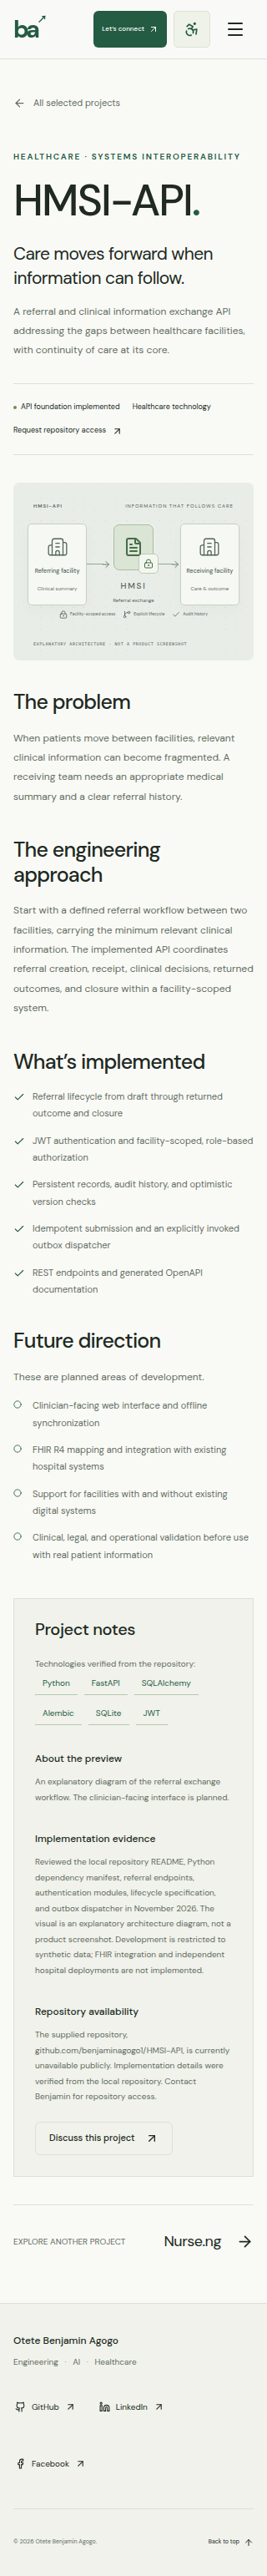 ba
Let's connect
All selected projects
HEALTHCARE · SYSTEMS INTEROPERABILITY
HMSI-API.
Care moves forward when
information can follow.
A referral and clinical information exchange API
addressing the gaps between healthcare facilities,
with continuity of care at its core.
API foundation implemented
Healthcare technology
Request repository access
HMSI-API
INFORMATION THAT FOLLOWS CARE
Referring facility
Clinical summary
HMSI
Referral exchange
Receiving facility
Care & outcome
Facility-scoped access
Explicit lifecycle
Audit history
EXPLANATORY ARCHITECTURE · NOT A PRODUCT SCREENSHOT
The problem
When patients move between facilities, relevant
clinical information can become fragmented. A
receiving team needs an appropriate medical
summary and a clear referral history.
The engineering
approach
Start with a defined referral workflow between two
facilities, carrying the minimum relevant clinical
information. The implemented API coordinates
referral creation, receipt, clinical decisions, returned
outcomes, and closure within a facility-scoped
system.
What's implemented
Referral lifecycle from draft through returned
outcome and closure
JWT authentication and facility-scoped, role-based
authorization
Persistent records, audit history, and optimistic
version checks
Idempotent submission and an explicitly invoked
outbox dispatcher
REST endpoints and generated OpenAPI
documentation
Future direction
These are planned areas of development.
Clinician-facing web interface and offline
synchronization
FHIR R4 mapping and integration with existing
hospital systems
Support for facilities with and without existing
digital systems
Clinical, legal, and operational validation before use
with real patient information
Project notes
Technologies verified from the repository:
Python
FastAPI
SQLAlchemy
Alembic
SQLite
JWT
About the preview
An explanatory diagram of the referral exchange
workflow. The clinician-facing interface is planned.
Implementation evidence
Reviewed the local repository README, Python
dependency manifest, referral endpoints,
authentication modules, lifecycle specification,
and outbox dispatcher in November 2026. The
visual is an explanatory architecture diagram, not a
product screenshot. Development is restricted to
synthetic data; FHIR integration and independent
hospital deployments are not implemented.
Repository availability
The supplied repository,
github.com/benjaminagogo1/HMSI-API, is currently
unavailable publicly. Implementation details were
verified from the local repository. Contact
Benjamin for repository access.
Discuss this project
EXPLORE ANOTHER PROJECT
Nurse.ng
Otete Benjamin Agogo
Engineering · AI · Healthcare
GitHub
LinkedIn
Facebook
© 2026 Otete Benjamin Agogo.
Back to top